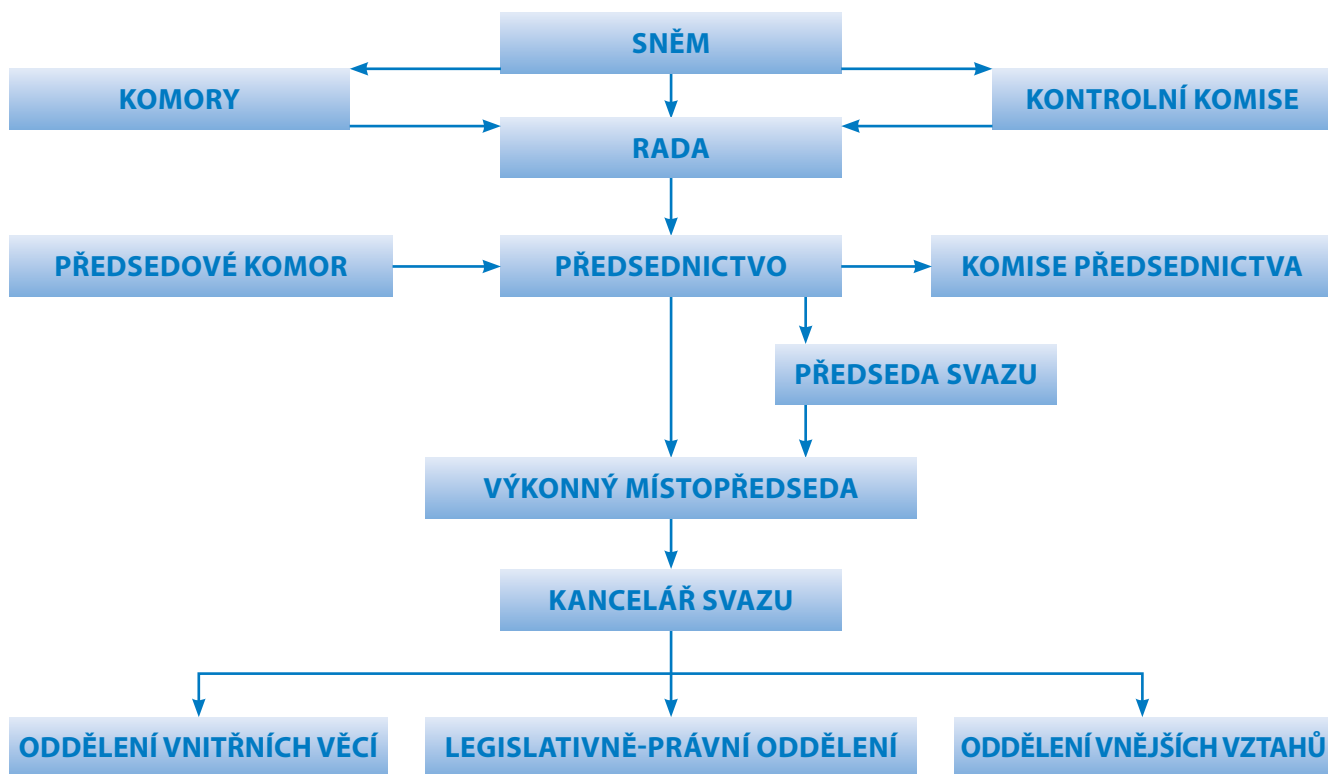 SNĚM
KOMORY
KONTROLNÍ KOMISE
RADA
PŘEDSEDOVÉ KOMOR
PŘEDSEDNICTVO
KOMISE PŘEDSEDNICTVA
PŘEDSEDA SVAZU
VÝKONNÝ MÍSTOPŘEDSEDA
KANCELÁŘ SVAZU
ODDĚLENÍ VNITŘNÍCH VĚCÍ
LEGISLATIVNĚ-PRÁVNÍ ODDĚLENÍ
ODDĚLENÍ VNĚJŠÍCH VZTAHŮ